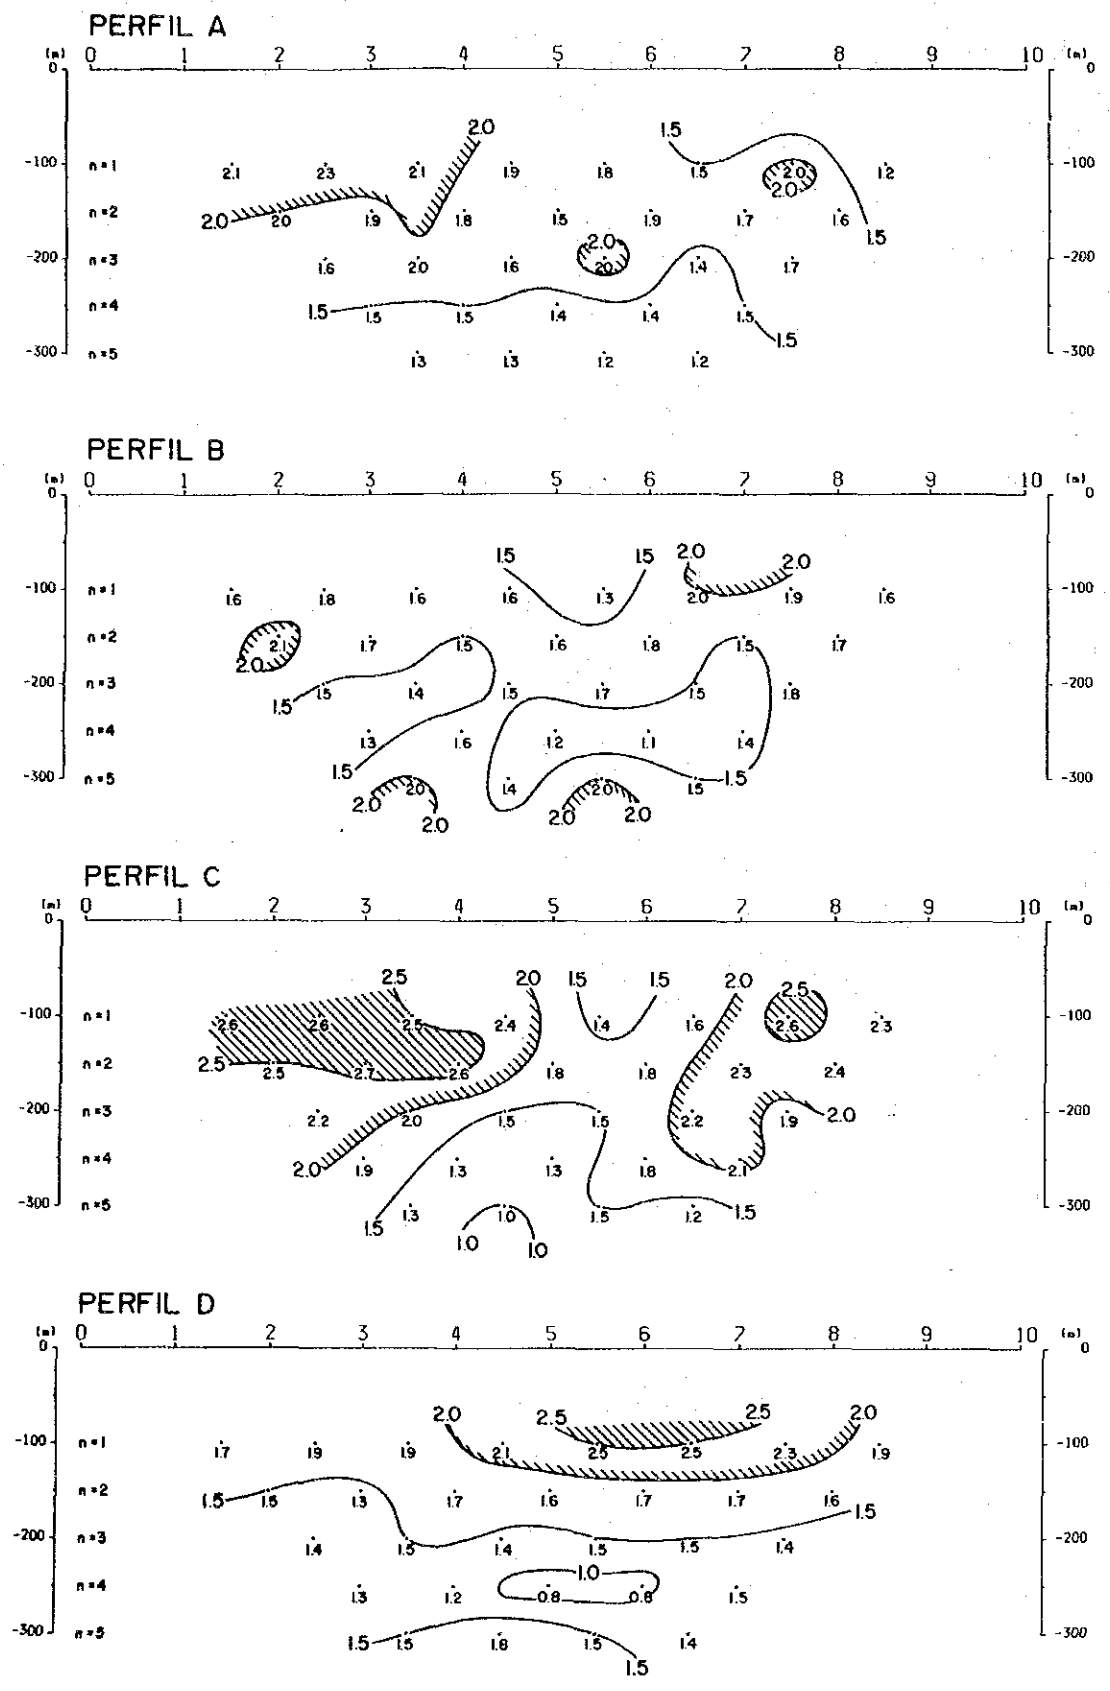 PERFIL A
(m) 0 1 2 3 4 5 6 7 8 9 10 (m)
0 0
2.0 1.5
-100 n=1 2.1 2.3 2.1 1.9 1.8 1.5 2.0 1.2 -100
2.0
n=2 2.0 2.0 1.9 1.8 1.5 1.9 1.7 1.6
1.5
2.0
-200 n=3 1.6 2.0 1.6 2.0 1.4 1.7 -200
n=4 1.5 1.5 1.5 1.4 1.4 1.5
1.5
-300 n=5 1.3 1.3 1.2 1.2 -300
PERFIL B
(m) 0 1 2 3 4 5 6 7 8 9 10 (m)
0 0
1.5 1.5 2.0 2.0
-100 n=1 1.6 1.8 1.6 1.6 1.3 2.0 1.9 1.6 -100
n=2 2.1 1.7 1.5 1.6 1.8 1.5 1.7
2.0
-200 n=3 1.5 1.4 1.5 1.7 1.5 1.8 -200
1.5
n=4 1.3 1.6 1.2 1.1 1.4
1.5 1.5
-300 n=5 2.0 1.4 2.0 1.5 -300
2.0 2.0 2.0 2.0
PERFIL C
(m) 0 1 2 3 4 5 6 7 8 9 10 (m)
0 0
2.5 2.0 1.5 1.5 2.0 2.5
-100 n=1 2.6 2.6 2.5 2.4 1.4 1.6 2.6 2.3 -100
n=2 2.5 2.5 2.7 2.6 1.8 1.8 2.3 2.4
-200 n=3 2.2 2.0 1.5 1.5 2.2 1.9 2.0 -200
n=4 2.0 1.9 1.3 1.3 1.8 2.1
-300 n=5 1.3 1.0 1.5 1.2 1.5 -300
1.5 1.0 1.0
PERFIL D
(m) 0 1 2 3 4 5 6 7 8 9 10 (m)
0 0
2.0 2.5 2.5 2.0
-100 n=1 1.7 1.9 1.9 2.1 2.5 2.5 2.3 1.9 -100
n=2 1.5 1.5 1.3 1.7 1.6 1.7 1.7 1.6 1.5
-200 n=3 1.4 1.5 1.4 1.5 1.5 1.4 -200
1.0
n=4 1.3 1.2 0.8 0.8 1.5
-300 n=5 1.5 1.5 1.8 1.5 1.4 -300
1.5